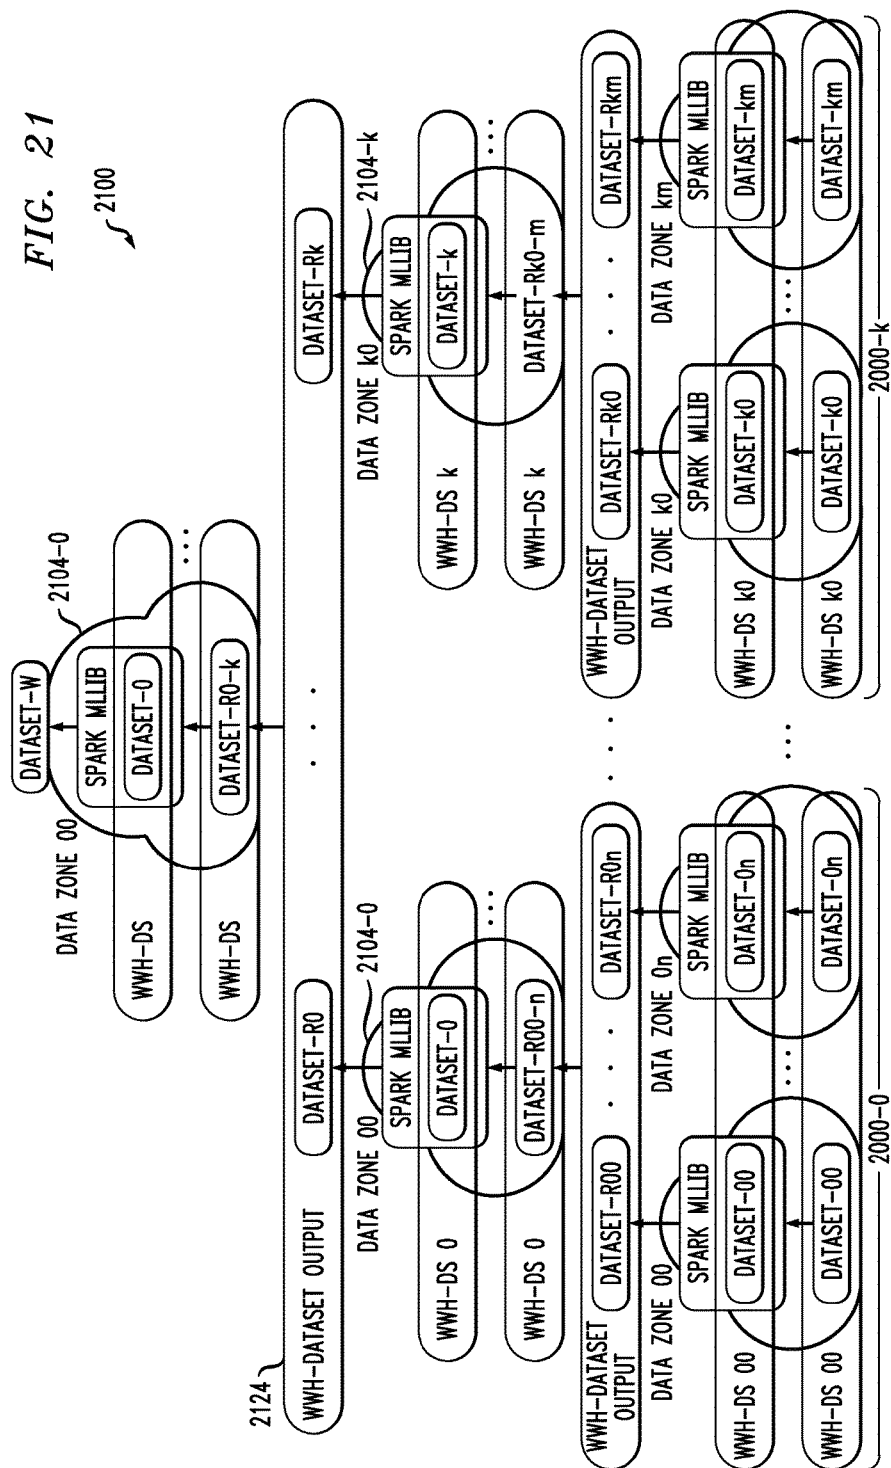 FIG. 21
2100
DATASET-W
DATA ZONE 00
2104-0
SPARK MLLIB
WWH-DS
DATASET-0
. . .
WWH-DS
DATASET-R0-k
2124
WWH-DATASET OUTPUT
DATASET-R0
. . .
DATASET-Rk
DATA ZONE 00
2104-0
SPARK MLLIB
WWH-DS 0
DATASET-0
. . .
WWH-DS 0
DATASET-R00-n
DATA ZONE k0
2104-k
SPARK MLLIB
WWH-DS k
DATASET-k
. . .
WWH-DS k
DATASET-Rk0-m
WWH-DATASET
OUTPUT
DATASET-R00
. . .
DATASET-R0n
. . .
WWH-DATASET
OUTPUT
DATASET-Rk0
. . .
DATASET-Rkm
DATA ZONE 00
SPARK MLLIB
WWH-DS 00
DATASET-00
WWH-DS 00
DATASET-00
. . . .
DATA ZONE 0n
SPARK MLLIB
DATASET-0n
DATASET-0n
2000-0
. . .
DATA ZONE k0
SPARK MLLIB
WWH-DS k0
DATASET-k0
WWH-DS k0
DATASET-k0
. . . .
DATA ZONE km
SPARK MLLIB
DATASET-km
DATASET-km
2000-k